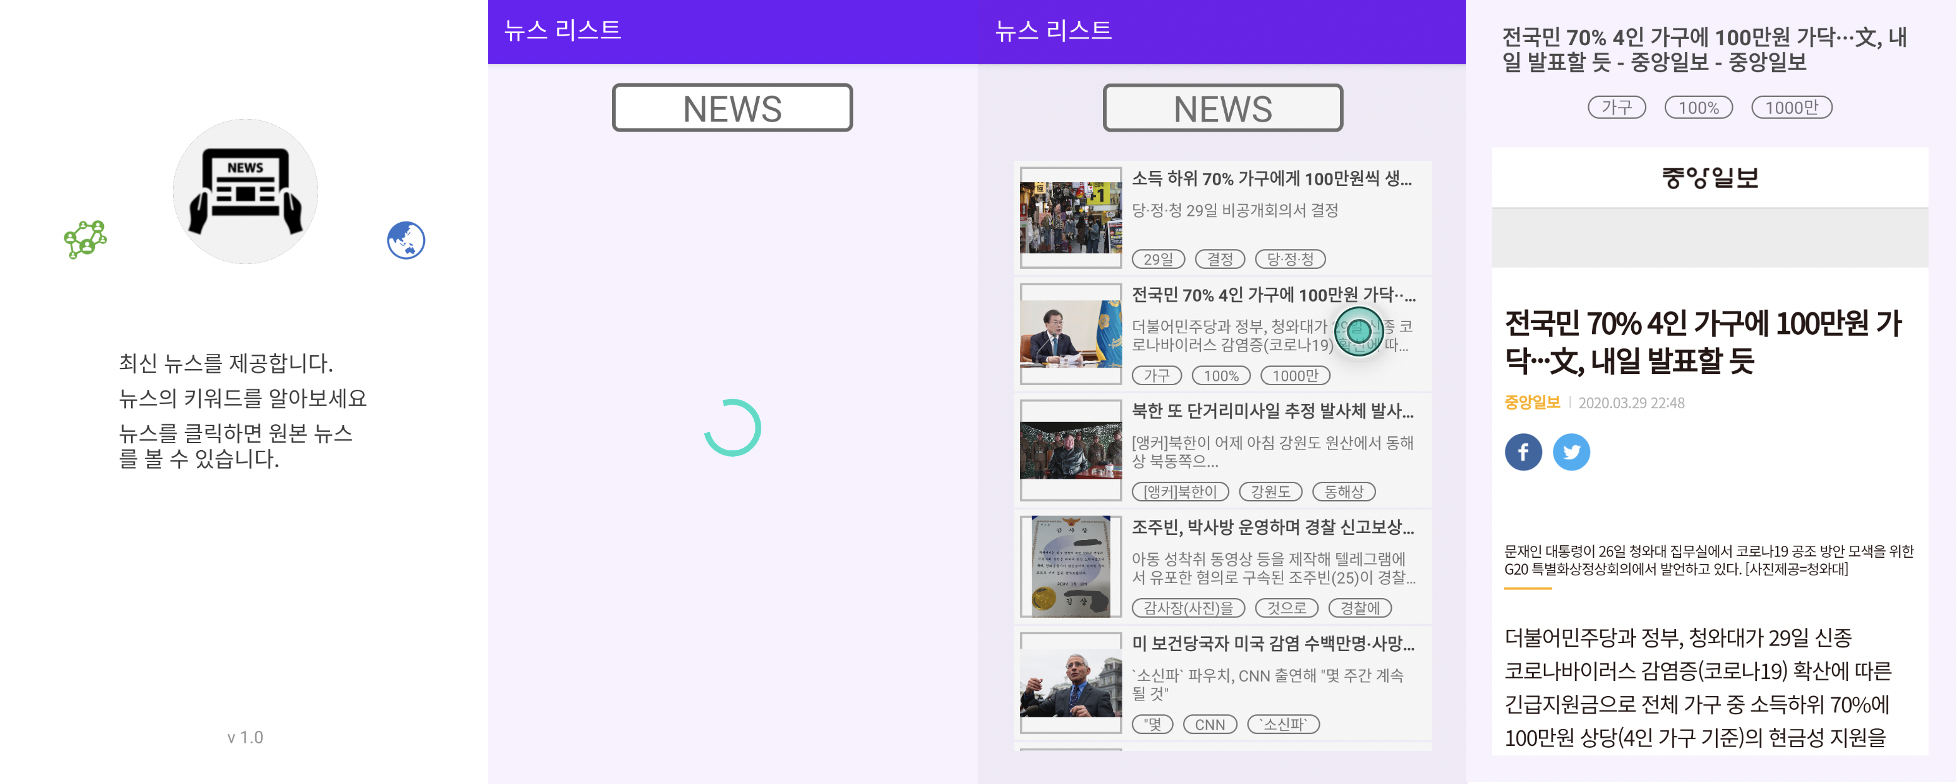 NEWS
최신 뉴스를 제공합니다.
뉴스의 키워드를 알아보세요
뉴스를 클릭하면 원본 뉴스
를 볼 수 있습니다.
v 1.0
뉴스 리스트
NEWS
뉴스 리스트
NEWS
소득 하위 70% 가구에게 100만원씩 생...
당·정·청 29일 비공개회의서 결정
29일 결정 당·정·청
전국민 70% 4인 가구에 100만원 가닥··...
더불어민주당과 정부, 청와대가 29일 신종 코
로나바이러스 감염증(코로나19) 확산에 따...
가구 100% 1000만
북한 또 단거리미사일 추정 발사체 발사...
[앵커]북한이 어제 아침 강원도 원산에서 동해
상 북동쪽으...
[앵커]북한이 강원도 동해상
조주빈, 박사방 운영하며 경찰 신고보상...
아동 성착취 동영상 등을 제작해 텔레그램에
서 유포한 혐의로 구속된 조주빈(25)이 경찰...
감사장(사진)을 것으로 경찰에
미 보건당국자 미국 감염 수백만명·사망...
`소신파` 파우치, CNN 출연해 "몇 주간 계속
될 것"
"몇 CNN `소신파`
전국민 70% 4인 가구에 100만원 가닥···文, 내
일 발표할 듯 - 중앙일보 - 중앙일보
가구 100% 1000만
중앙일보
전국민 70% 4인 가구에 100만원 가
닥···文, 내일 발표할 듯
중앙일보 | 2020.03.29 22:48
문재인 대통령이 26일 청와대 집무실에서 코로나19 공조 방안 모색을 위한
G20 특별화상정상회의에서 발언하고 있다. [사진제공=청와대]
더불어민주당과 정부, 청와대가 29일 신종
코로나바이러스 감염증(코로나19) 확산에 따른
긴급지원금으로 전체 가구 중 소득하위 70%에
100만원 상당(4인 가구 기준)의 현금성 지원을